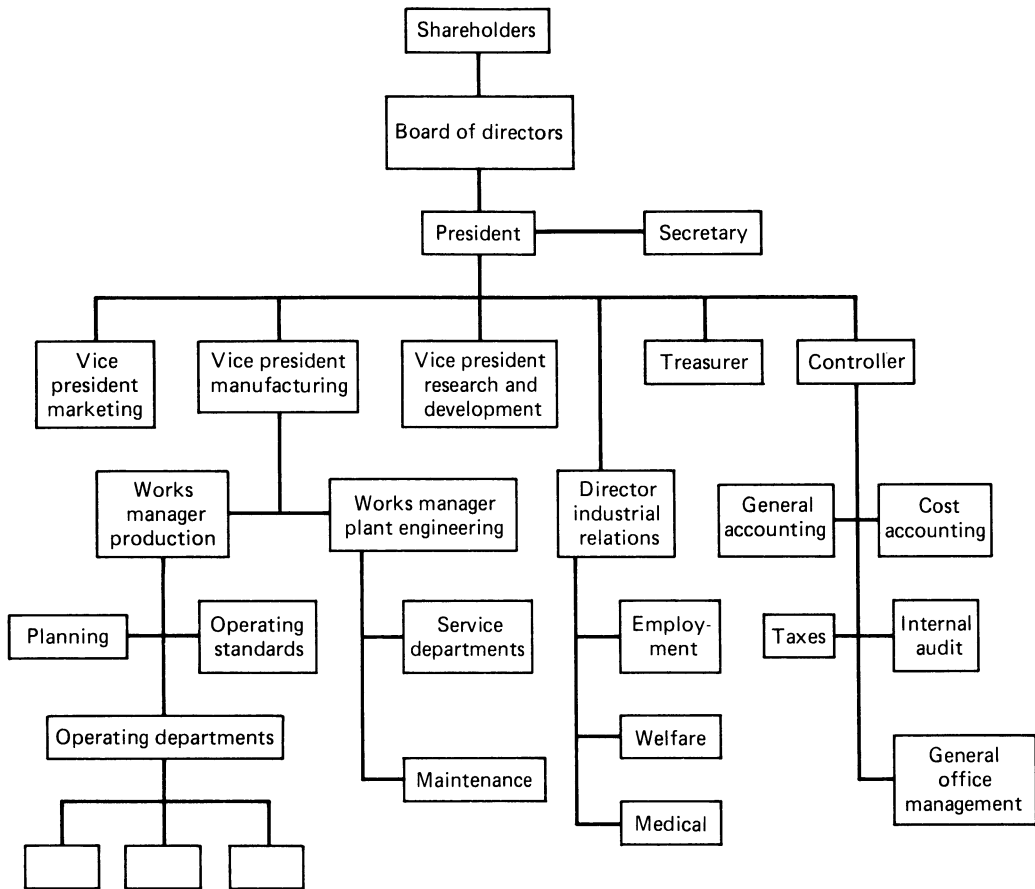 Shareholders
Board of directors
President
Secretary
Vice
president
marketing
Vice president
manufacturing
Vice president
research and
development
Treasurer
Controller
Works
manager
production
Works manager
plant engineering
Director
industrial
relations
General
accounting
Cost
accounting
Planning
Operating
standards
Service
departments
Employ-
ment
Taxes
Internal
audit
Operating departments
Maintenance
Welfare
Medical
General
office
management